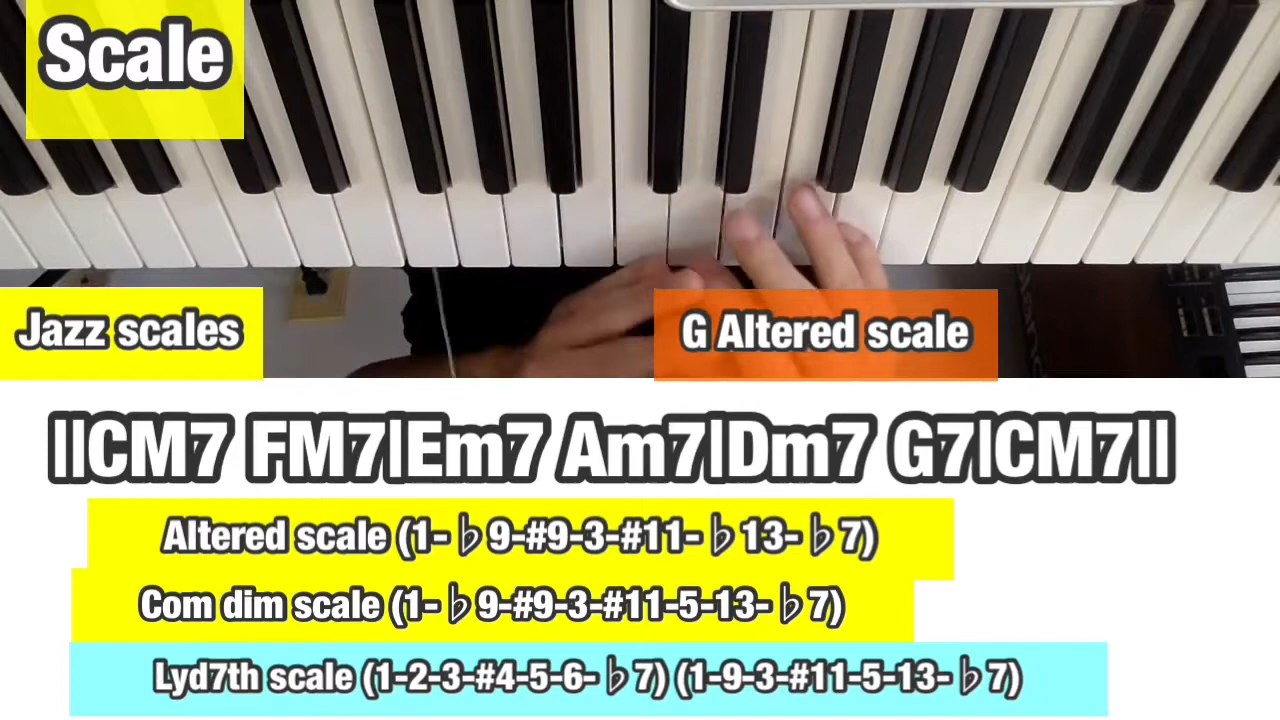 Scale
Jazz scales
G Altered scale
||CM7 FM7|Em7 Am7|Dm7 G7|CM7||
Altered scale (1-♭9-#9-3-#11-♭13-♭7)
Com dim scale (1-♭9-#9-3-#11-5-13-♭7)
Lyd7th scale (1-2-3-#4-5-6-♭7) (1-9-3-#11-5-13-♭7)